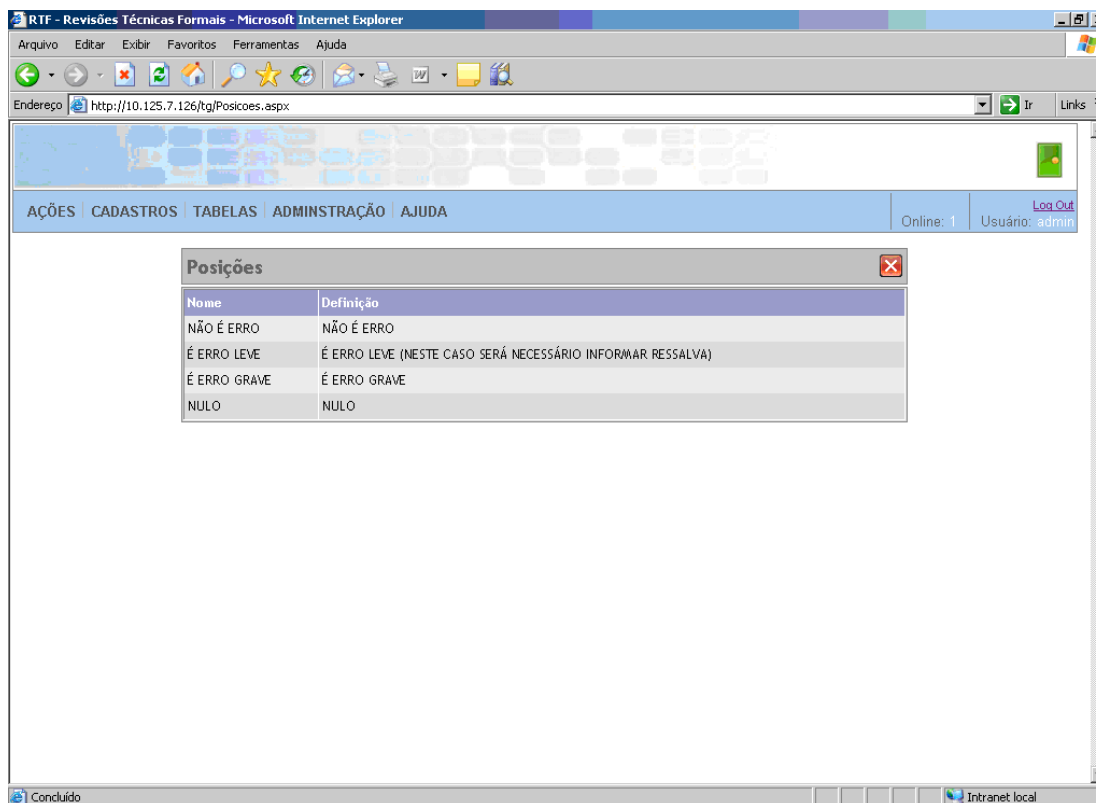 RTF - Revisões Técnicas Formais - Microsoft Internet Explorer
Arquivo Editar Exibir Favoritos Ferramentas Ajuda
Endereço http://10.125.7.126/tg/Posicoes.aspx Ir Links
AÇÕES CADASTROS TABELAS ADMINSTRAÇÃO AJUDA
Log Out
Online: 1 Usuário: admin
Posições
Nome Definição
NÃO É ERRO NÃO É ERRO
É ERRO LEVE É ERRO LEVE (NESTE CASO SERÁ NECESSÁRIO INFORMAR RESSALVA)
É ERRO GRAVE É ERRO GRAVE
NULO NULO
Concluído Intranet local